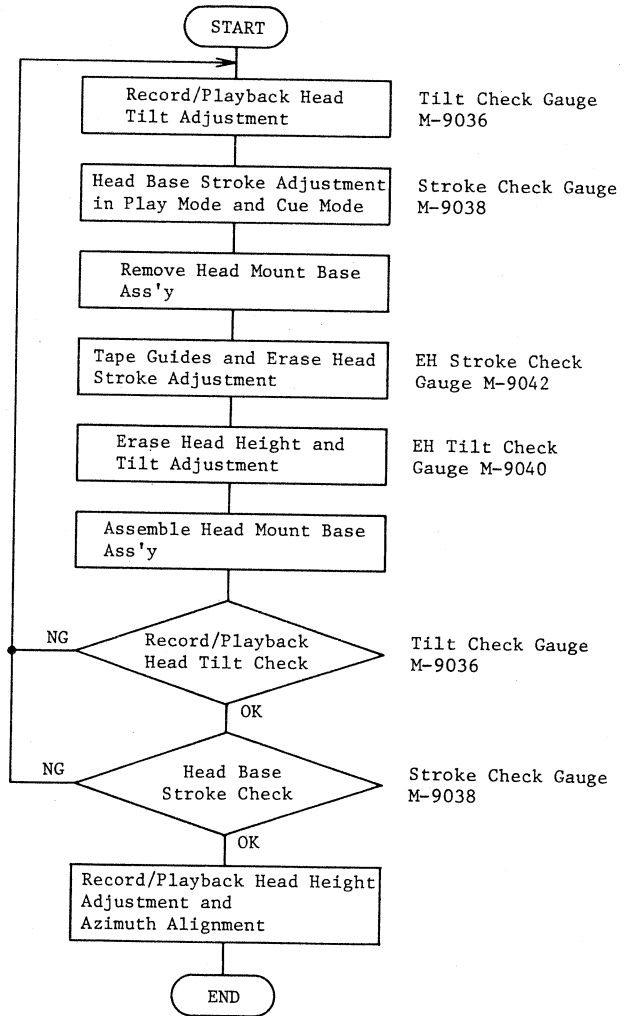 START
Record/Playback Head
Tilt Adjustment
Tilt Check Gauge
M-9036
Head Base Stroke Adjustment
in Play Mode and Cue Mode
Stroke Check Gauge
M-9038
Remove Head Mount Base
Ass'y
Tape Guides and Erase Head
Stroke Adjustment
EH Stroke Check
Gauge M-9042
Erase Head Height and
Tilt Adjustment
EH Tilt Check
Gauge M-9040
Assemble Head Mount Base
Ass'y
NG
Record/Playback
Head Tilt Check
Tilt Check Gauge
M-9036
OK
NG
Head Base
Stroke Check
Stroke Check Gauge
M-9038
OK
Record/Playback Head Height
Adjustment and
Azimuth Alignment
END